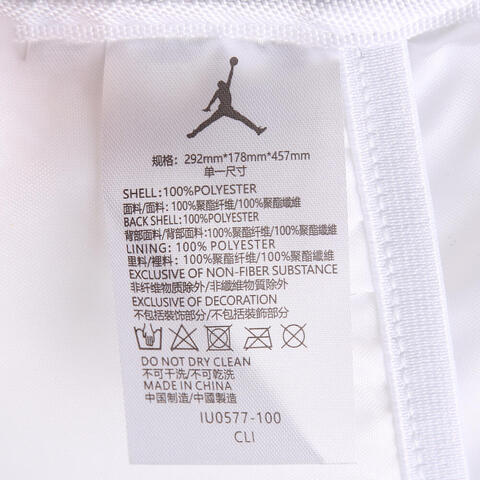 规格：292mm*178mm*457mm
单一尺寸
SHELL:100%POLYESTER
面料/面料：100%聚酯纤维/100%聚酯纖維
BACK SHELL:100%POLYESTER
背部面料/背部面料:100%聚酯纤维/100%聚酯纖維
LINING: 100% POLYESTER
里料/裡料：100%聚酯纤维/100%聚酯纖維
EXCLUSIVE OF NON-FIBER SUBSTANCE
非纤维物质除外/非纖維物質除外
EXCLUSIVE OF DECORATION
不包括装饰部分/不包括裝飾部分
DO NOT DRY CLEAN
不可干洗/不可乾洗
MADE IN CHINA
中国制造/中國製造
IU0577-100
CLI